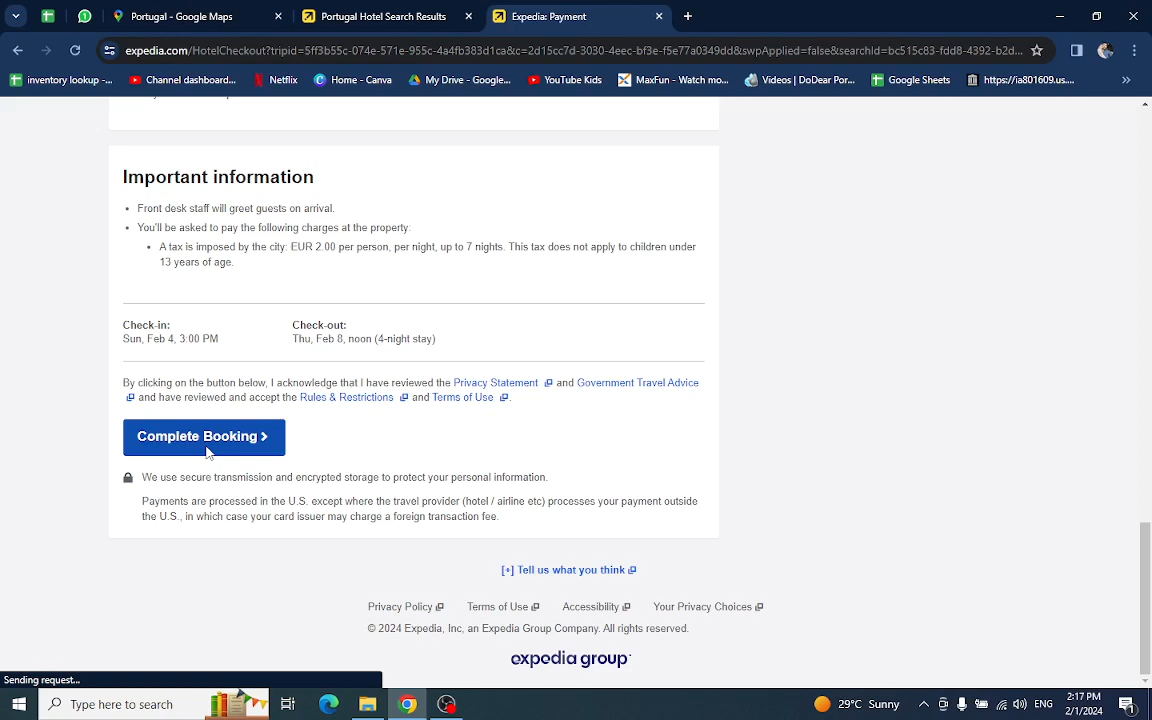 Portugal - Google Maps
Portugal Hotel Search Results
Expedia Payment
expedia.com/HotelCheckout?tripid=5ff3b55c-074e-571e-955c-4a4fb383d1ca&c=2d15cc7d-3030-4eec-bf3e-f5e77a0349dd&swpApplied=false&searchId=bc515c83-fdd8-4392-b2d...
inventory lookup -...
Channel dashboard...
Netflix
Home - Canva
My Drive - Google...
YouTube Kids
MaxFun - Watch mo...
Videos | DoDear Por...
Google Sheets
https://ia801609.us....
Important information
• Front desk staff will greet guests on arrival.
• You'll be asked to pay the following charges at the property:
• A tax is imposed by the city: EUR 2.00 per person, per night, up to 7 nights. This tax does not apply to children under
13 years of age.
Check-in:
Sun, Feb 4, 3:00 PM
Check-out:
Thu, Feb 8, noon (4-night stay)
By clicking on the button below, I acknowledge that I have reviewed the Privacy Statement and Government Travel Advice
and have reviewed and accept the Rules & Restrictions and Terms of Use .
Complete Booking
We use secure transmission and encrypted storage to protect your personal information.
Payments are processed in the U.S. except where the travel provider (hotel / airline etc) processes your payment outside
the U.S., in which case your card issuer may charge a foreign transaction fee.
[+] Tell us what you think
Privacy Policy Terms of Use Accessibility Your Privacy Choices
© 2024 Expedia, Inc, an Expedia Group Company. All rights reserved.
expedia group
Sending request...
Type here to search
29°C Sunny
ENG
2:17 PM
2/1/2024
1